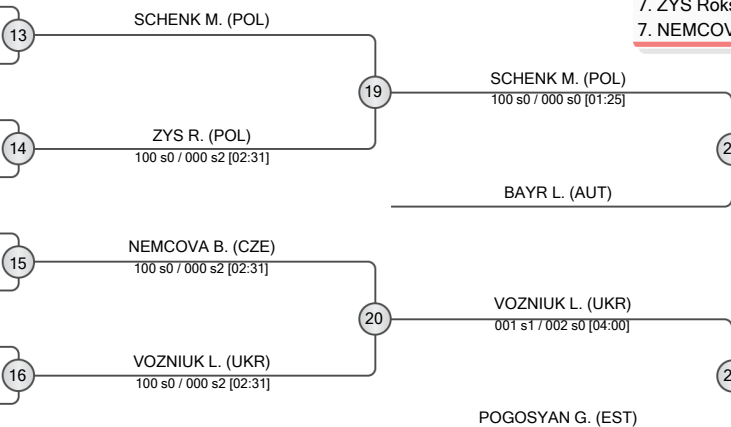 7. ZYS
7. NEMCOV
13
SCHENK M. (POL)
19
SCHENK M. (POL)
100 s0 / 000 s0 [01:25]
14
ZYS R. (POL)
100 s0 / 000 s2 [02:31]
2
BAYR L. (AUT)
15
NEMCOVA B. (CZE)
100 s0 / 000 s2 [02:31]
20
VOZNIUK L. (UKR)
001 s1 / 002 s0 [04:00]
16
VOZNIUK L. (UKR)
100 s0 / 000 s2 [02:31]
2
POGOSYAN G. (EST)